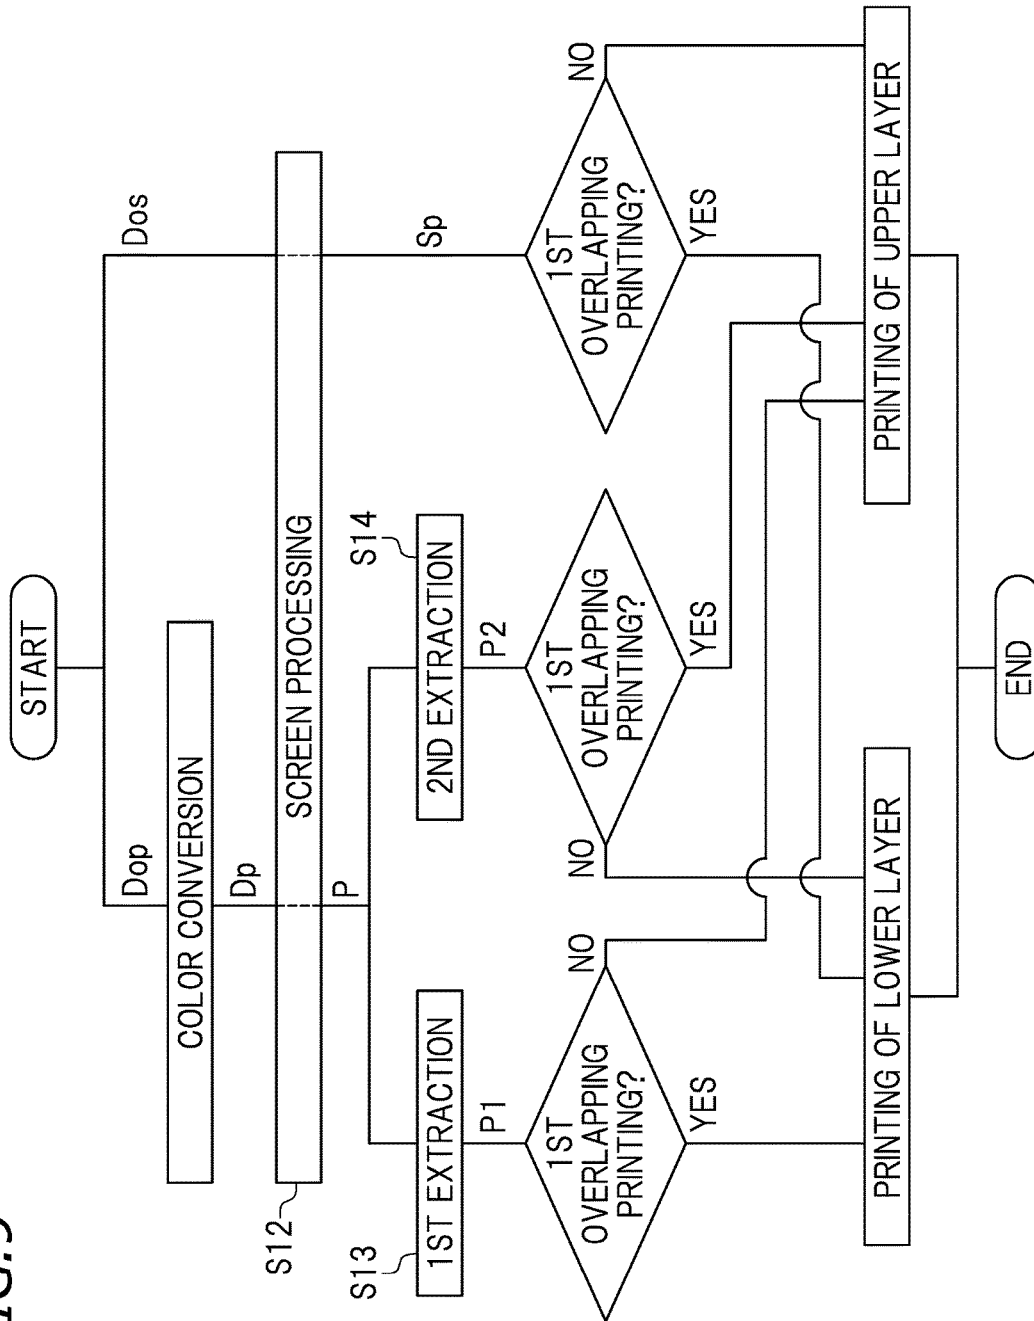 START
Dop
Dos
COLOR CONVERSION
Dp
SCREEN PROCESSING
S12
P
S13
1ST EXTRACTION
S14
2ND EXTRACTION
P1
P2
Sp
1ST
OVERLAPPING
PRINTING?
NO
YES
1ST
OVERLAPPING
PRINTING?
NO
YES
1ST
OVERLAPPING
PRINTING?
NO
YES
PRINTING OF LOWER LAYER
PRINTING OF UPPER LAYER
END